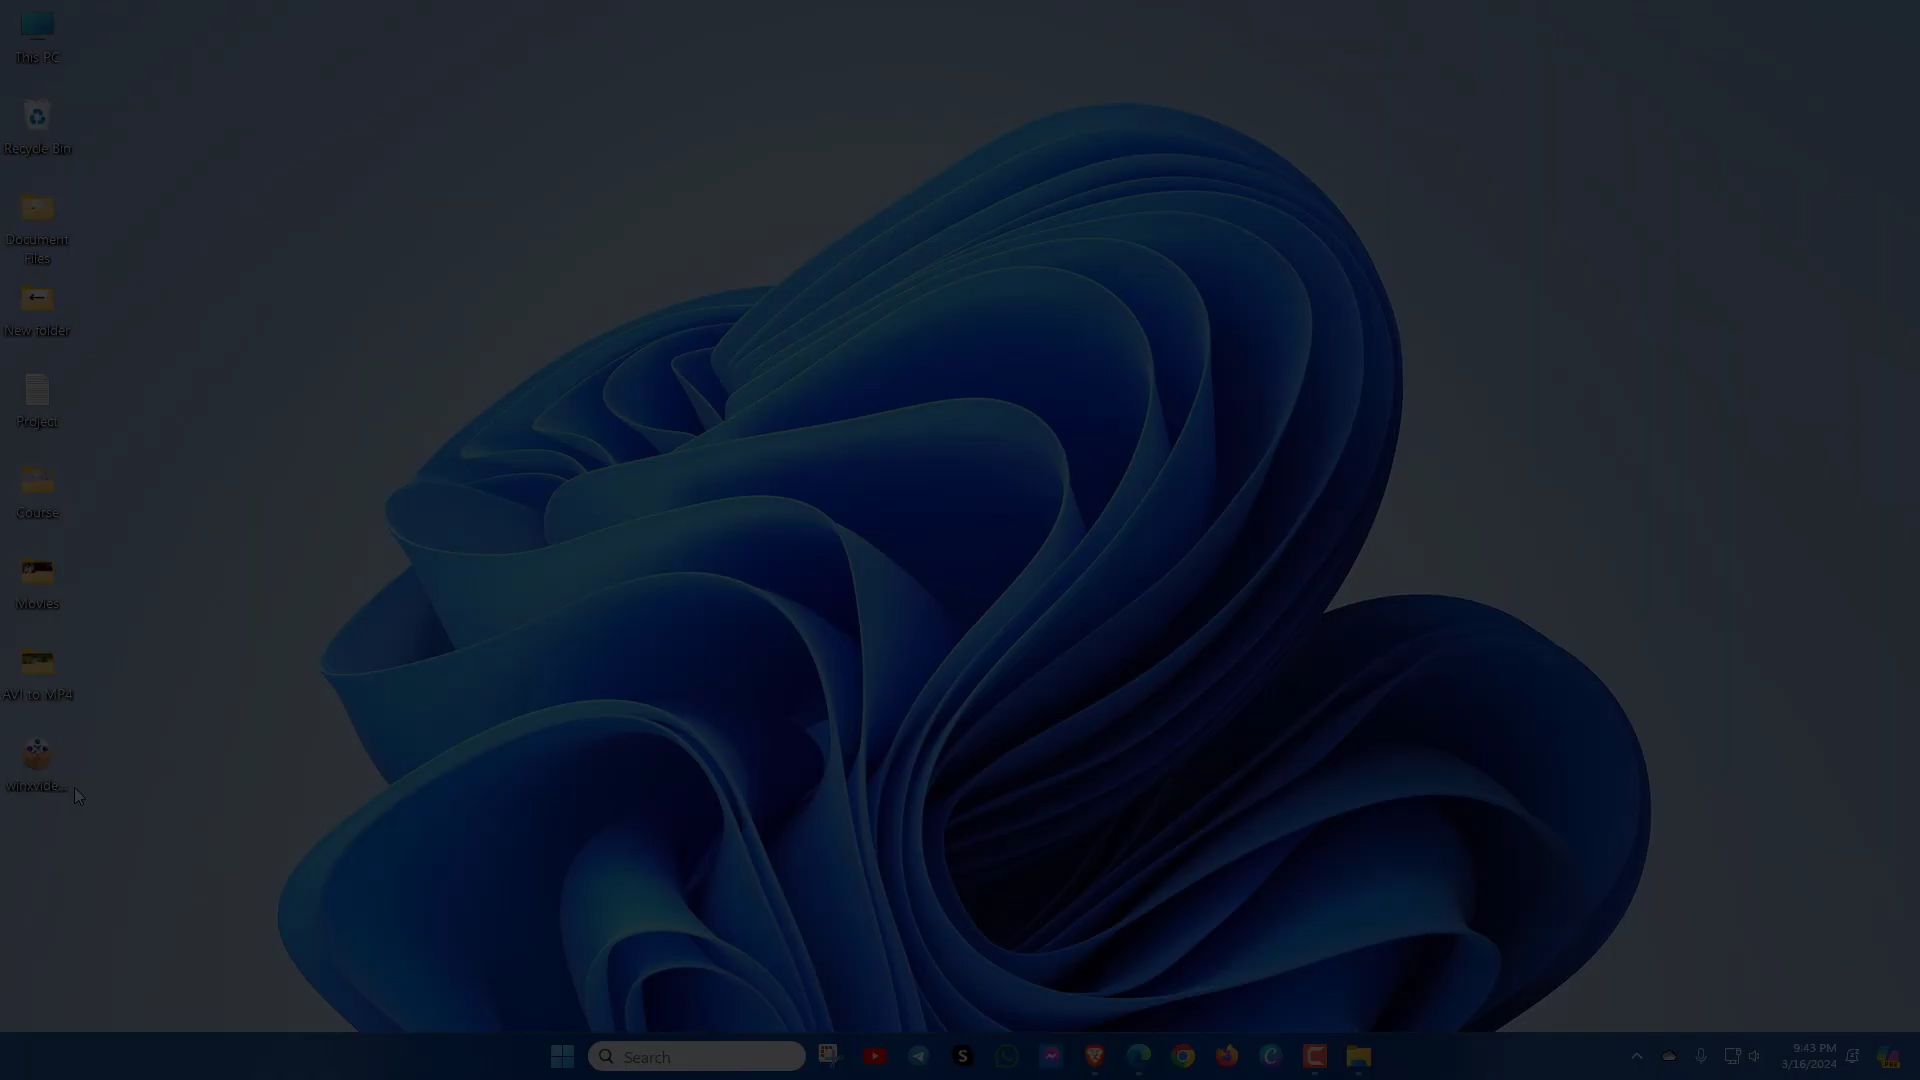 This PC
Recycle Bin
Document
Files
New folder
Project
Course
Movies
AVI to MP4
winxvide...
Search
9:43 PM
3/16/2024